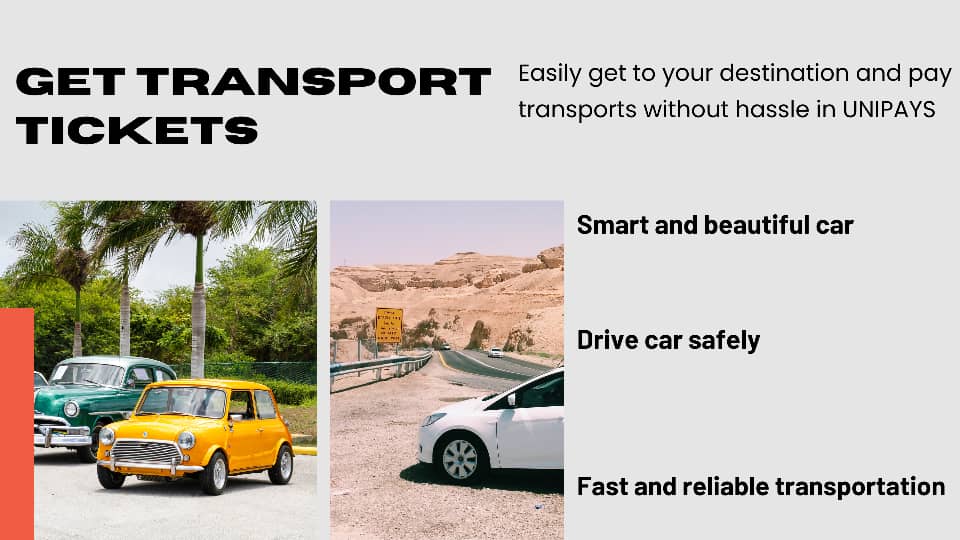 GET TRANSPORT
TICKETS
Easily get to your destination and pay
transports without hassle in UNIPAYS
Smart and beautiful car
Drive car safely
Fast and reliable transportation